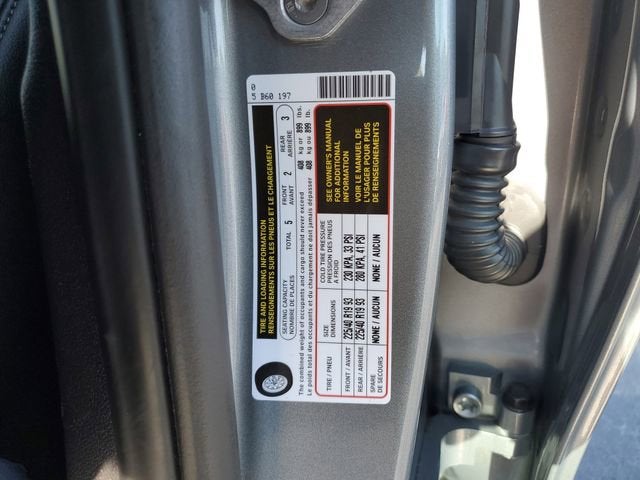 TIRE AND LOADING INFORMATION
RENSEIGNEMENTS SUR LES PNEUS ET LE CHARGEMENT
SEATING CAPACITY
NOMBRE DE PLACES
TOTAL 5
FRONT
AVANT 2
REAR
ARRIÈRE 3
The combined weight of occupants and cargo should never exceed 408 kg or 899 lbs.
Le poids total des occupants et du chargement ne doit jamais dépasser 408 kg ou 899 lb.
TIRE / PNEU
SIZE
DIMENSIONS
COLD TIRE PRESSURE
PRESSION DES PNEUS
A FROID
FRONT / AVANT 225/40 R19 93 230 KPA, 33 PSI
REAR / ARRIÈRE 225/40 R19 93 280 KPA, 41 PSI
SPARE
DE SECOURS
NONE / AUCUN NONE / AUCUN
SEE OWNER'S MANUAL
FOR ADDITIONAL
INFORMATION
VOIR LE MANUEL DE
L'USAGER POUR PLUS
DE RENSEIGNEMENTS
0
5 B60 197